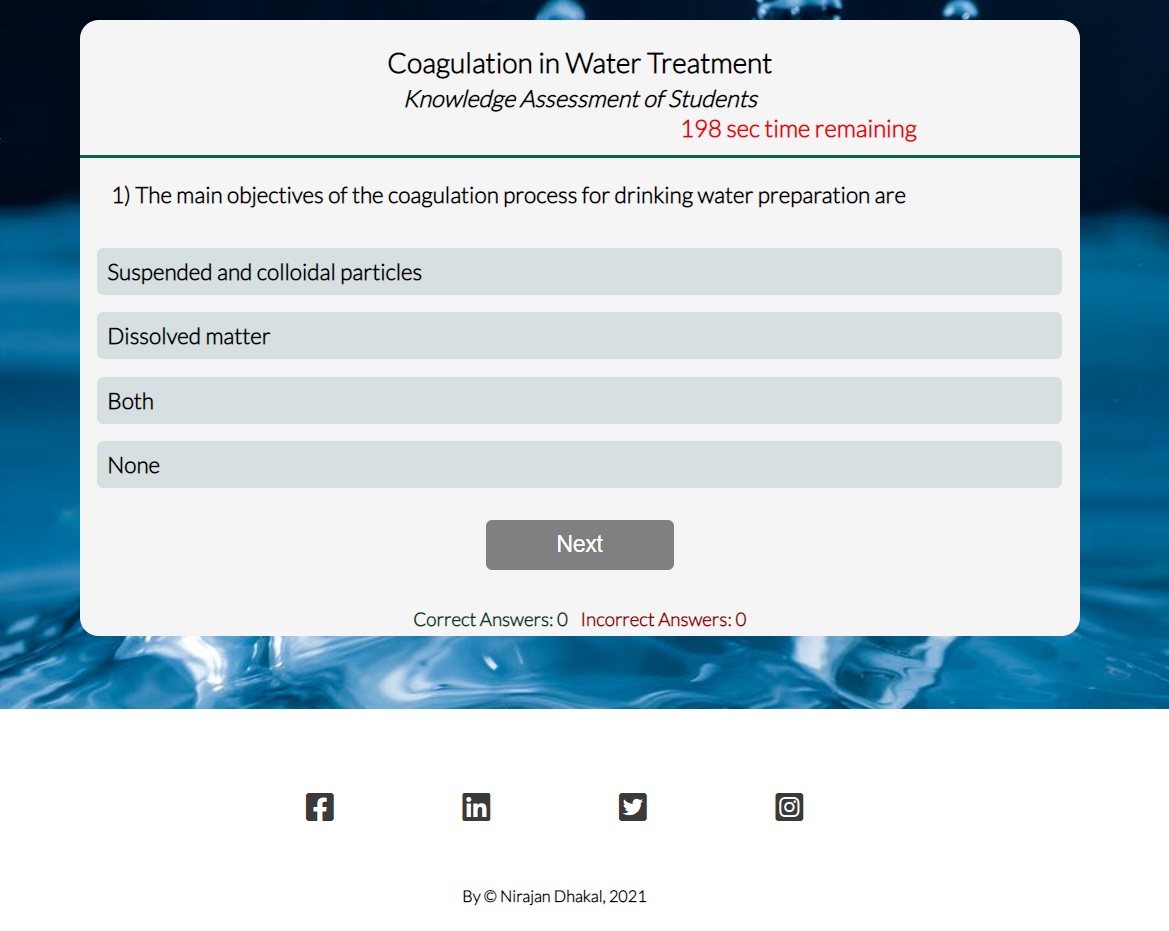 Coagulation in Water Treatment
Knowledge Assessment of Students
198 sec time remaining
1) The main objectives of the coagulation process for drinking water preparation are
Suspended and colloidal particles
Dissolved matter
Both
None
Next
Correct Answers: 0 Incorrect Answers: 0
By © Nirajan Dhakal, 2021